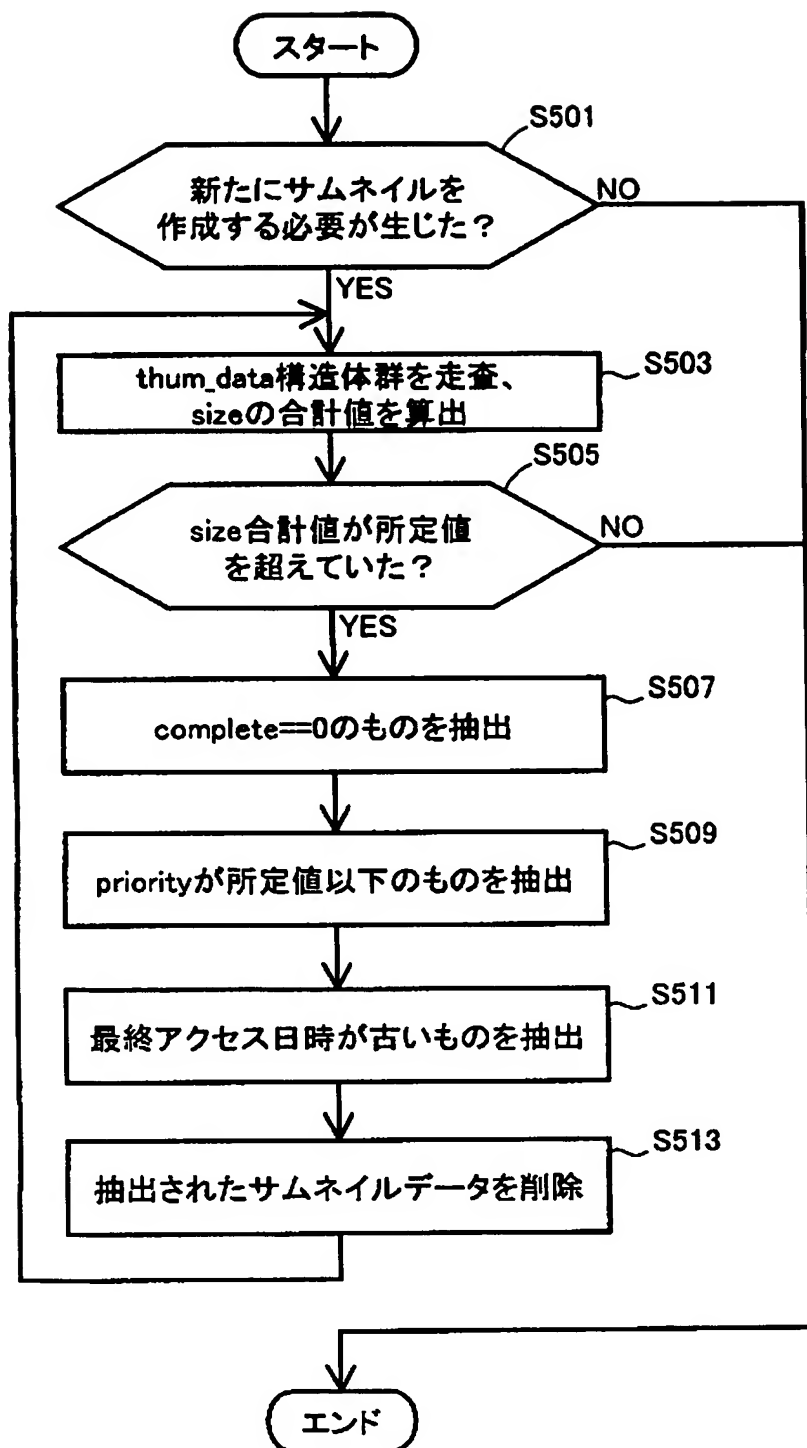 スタート
S501
新たにサムネイルを
作成する必要が生じた？
NO
YES
thum_data構造体群を走査、
sizeの合計値を算出
S503
S505
size合計値が所定値
を超えていた？
NO
YES
S507
complete==0のものを抽出
S509
priorityが所定値以下のものを抽出
S511
最終アクセス日時が古いものを抽出
S513
抽出されたサムネイルデータを削除
エンド